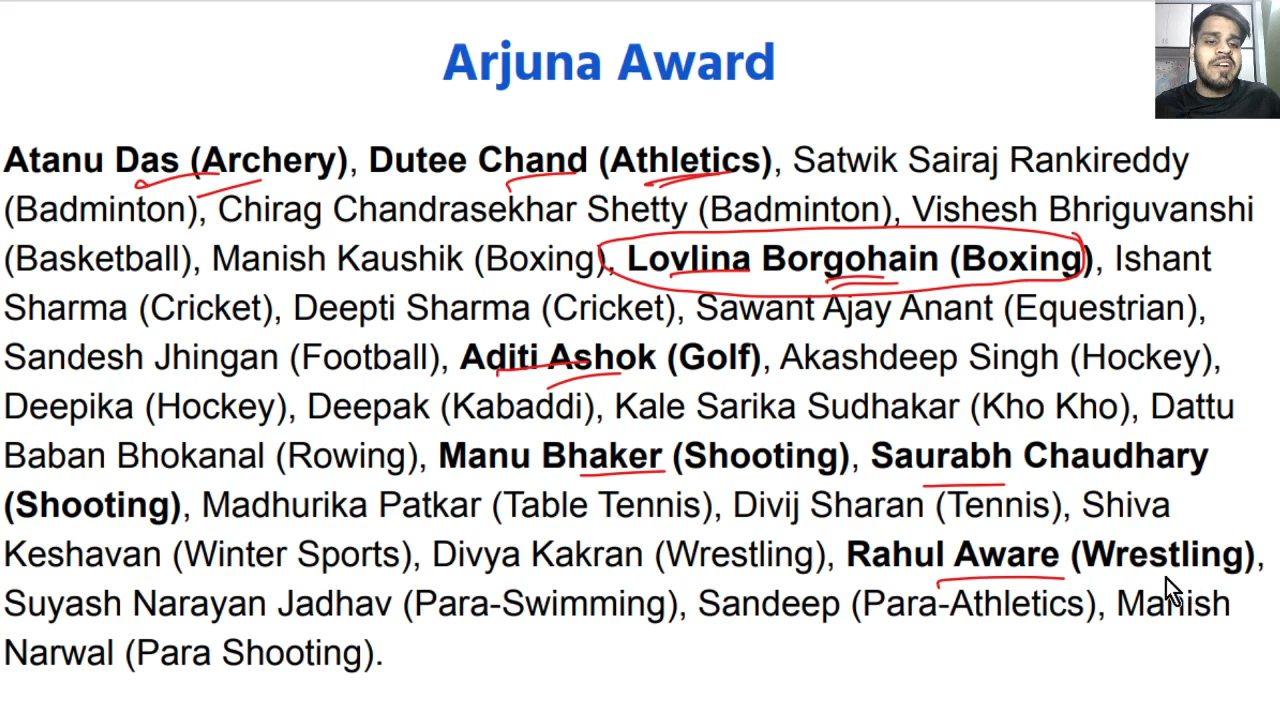 Arjuna Award
Atanu Das (Archery), Dutee Chand (Athletics), Satwik Sairaj Rankireddy
(Badminton), Chirag Chandrasekhar Shetty (Badminton), Vishesh Bhriguvanshi
(Basketball), Manish Kaushik (Boxing), Lovlina Borgohain (Boxing), Ishant
Sharma (Cricket), Deepti Sharma (Cricket), Sawant Ajay Anant (Equestrian),
Sandesh Jhingan (Football), Aditi Ashok (Golf), Akashdeep Singh (Hockey),
Deepika (Hockey), Deepak (Kabaddi), Kale Sarika Sudhakar (Kho Kho), Dattu
Baban Bhokanal (Rowing), Manu Bhaker (Shooting), Saurabh Chaudhary
(Shooting), Madhurika Patkar (Table Tennis), Divij Sharan (Tennis), Shiva
Keshavan (Winter Sports), Divya Kakran (Wrestling), Rahul Aware (Wrestling),
Suyash Narayan Jadhav (Para-Swimming), Sandeep (Para-Athletics), Manish
Narwal (Para Shooting).